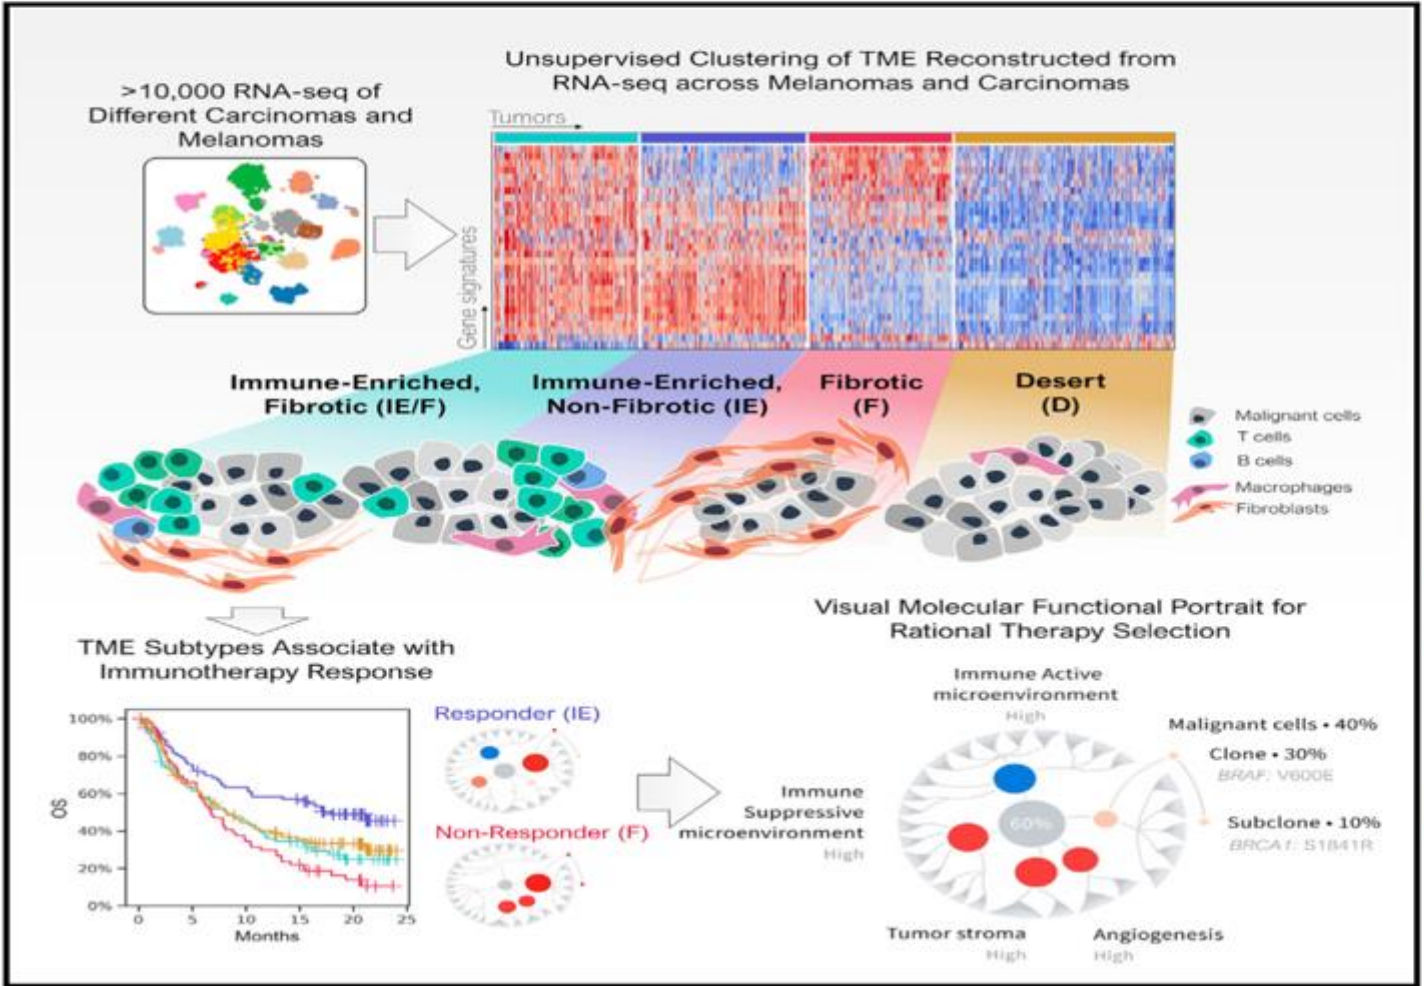 >10,000 RNA-seq of
Different Carcinomas and
Melanomas
Unsupervised Clustering of TME Reconstructed from
RNA-seq across Melanomas and Carcinomas
Tumors
Gene signatures
Immune-Enriched,
Fibrotic (IE/F)
Immune-Enriched,
Non-Fibrotic (IE)
Fibrotic
(F)
Desert
(D)
Malignant cells
T cells
B cells
Macrophages
Fibroblasts
TME Subtypes Associate with
Immunotherapy Response
100%
80%
60%
40%
20%
0%
OS
0 5 10 15 20 25
Months
Responder (IE)
Non-Responder (F)
Visual Molecular Functional Portrait for
Rational Therapy Selection
Immune Active
microenvironment
High
Malignant cells • 40%
Clone • 30%
BRAF: V600E
Immune
Suppressive
microenvironment
High
60%
Subclone • 10%
BRCA1: S1841R
Tumor stroma
High
Angiogenesis
High